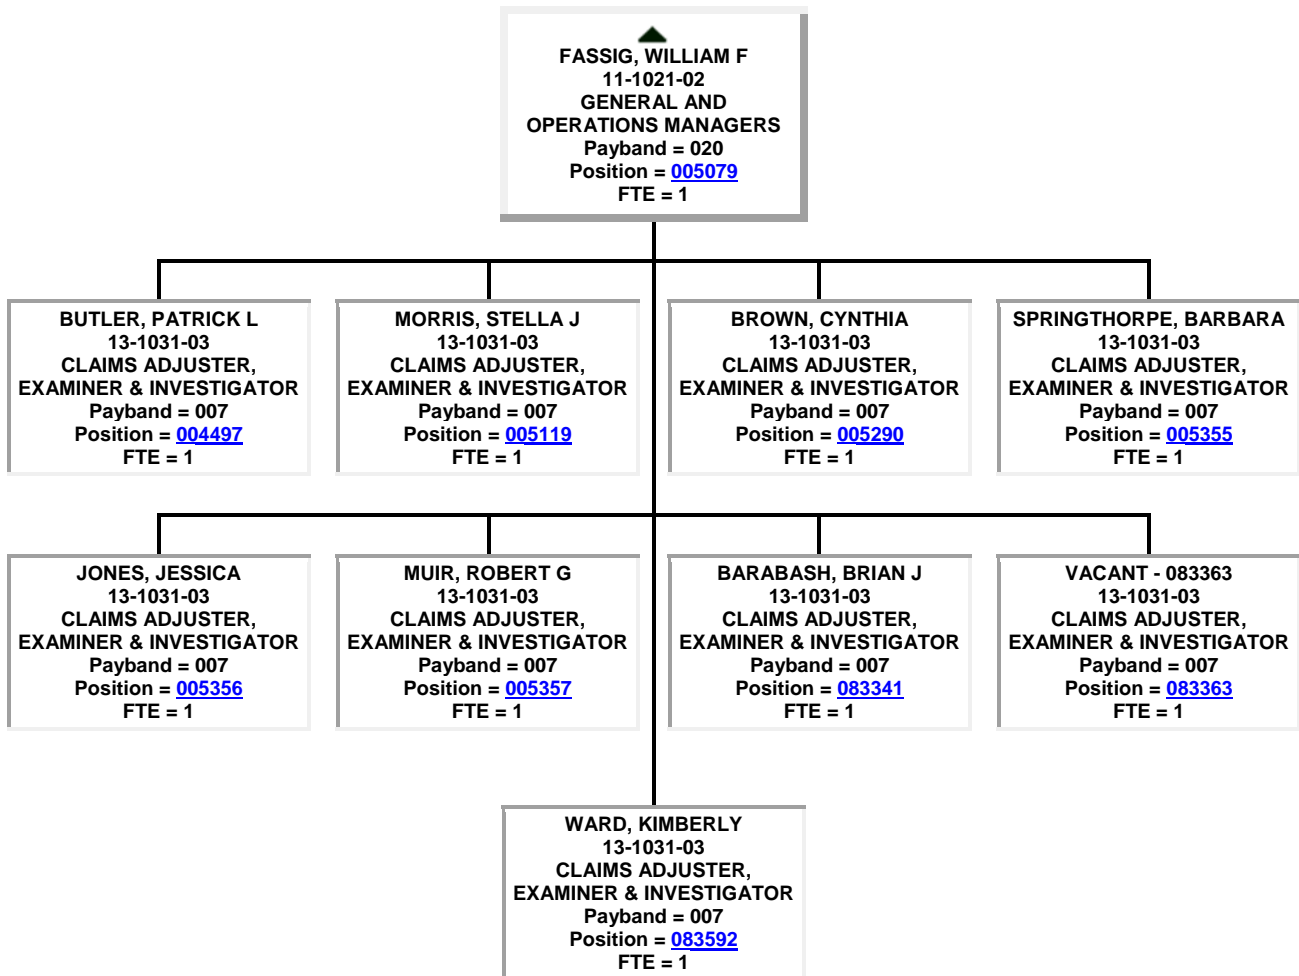 FASSIG, WILLIAM F
11-1021-02
GENERAL AND
OPERATIONS MANAGERS
Payband = 020
Position = 005079
FTE = 1
BUTLER, PATRICK L
13-1031-03
CLAIMS ADJUSTER,
EXAMINER & INVESTIGATOR
Payband = 007
Position = 004497
FTE = 1
MORRIS, STELLA J
13-1031-03
CLAIMS ADJUSTER,
EXAMINER & INVESTIGATOR
Payband = 007
Position = 005119
FTE = 1
BROWN, CYNTHIA
13-1031-03
CLAIMS ADJUSTER,
EXAMINER & INVESTIGATOR
Payband = 007
Position = 005290
FTE = 1
SPRINGTHORPE, BARBARA
13-1031-03
CLAIMS ADJUSTER,
EXAMINER & INVESTIGATOR
Payband = 007
Position = 005355
FTE = 1
JONES, JESSICA
13-1031-03
CLAIMS ADJUSTER,
EXAMINER & INVESTIGATOR
Payband = 007
Position = 005356
FTE = 1
MUIR, ROBERT G
13-1031-03
CLAIMS ADJUSTER,
EXAMINER & INVESTIGATOR
Payband = 007
Position = 005357
FTE = 1
BARABASH, BRIAN J
13-1031-03
CLAIMS ADJUSTER,
EXAMINER & INVESTIGATOR
Payband = 007
Position = 083341
FTE = 1
VACANT - 083363
13-1031-03
CLAIMS ADJUSTER,
EXAMINER & INVESTIGATOR
Payband = 007
Position = 083363
FTE = 1
WARD, KIMBERLY
13-1031-03
CLAIMS ADJUSTER,
EXAMINER & INVESTIGATOR
Payband = 007
Position = 083592
FTE = 1